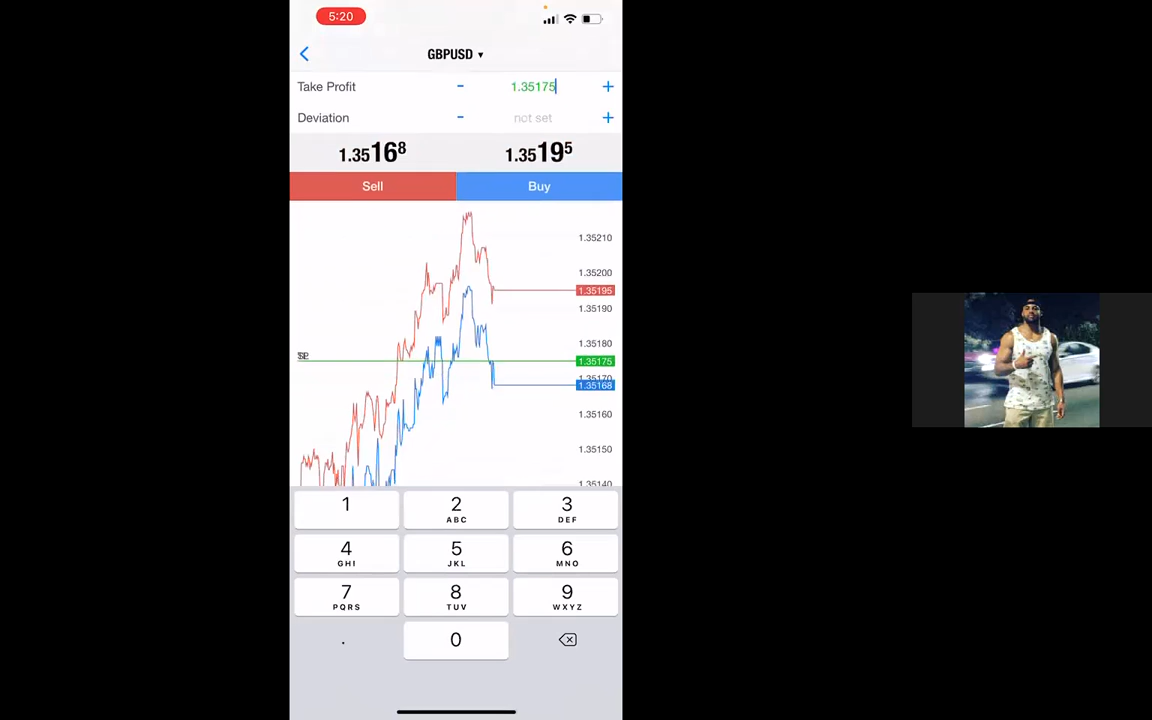 5:20
GBPUSD ▾
Take Profit - 1.35175 +
Deviation - not set +
1.35168 1.35195
Sell Buy
1.35210
1.35200
1.35195
1.35190
1.35180
1.35175
1.35170
1.35168
1.35160
1.35150
1.35140
1 2 3
ABC DEF
4 5 6
GHI JKL MNO
7 8 9
PQRS TUV WXYZ
. 0